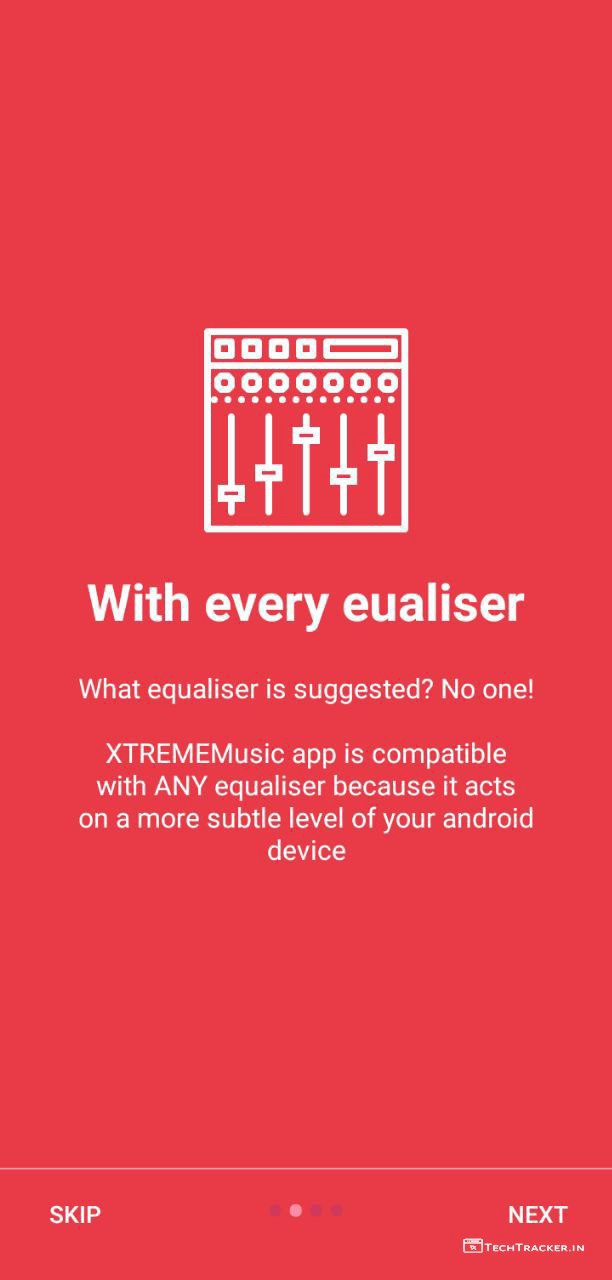 With every eualiser
What equaliser is suggested? No one!
XTREMEMusic app is compatible
with ANY equaliser because it acts
on a more subtle level of your android
device
SKIP
NEXT
TECHTRACKER.IN